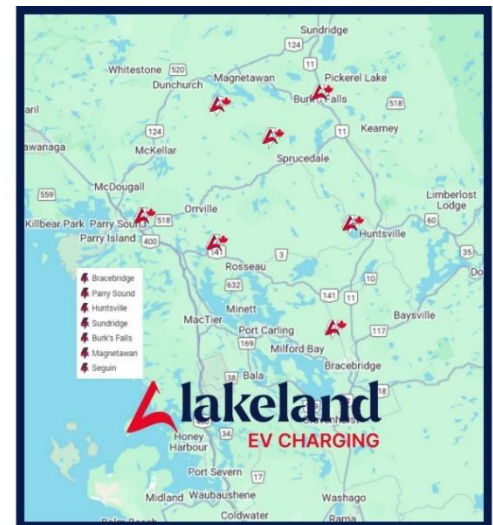 Sundridge
124
11
Whitestone
520
Dunchurch
Magnetawan
Pickerel Lake
Burk's Falls
518
124
11
Kearney
McKellar
Sprucedale
559
McDougall
Limberlost
Lodge
Killbear Park
Parry Sound
518
Orrville
60
Parry Island
400
141
Huntsville
3
35
Rosseau
632
10
Bracebridge
Parry Sound
Huntsville
Sundridge
Burk's Falls
Magnetawan
Seguin
Minett
141
11
Baysville
MacTier
Port Carling
117
169
Milford Bay
Bracebridge
38
Bala
18
lakeland
EV CHARGING
Honey
Harbour
34
Port Severn
17
Midland
Waubaushene
Washago
Coldwater
Rama